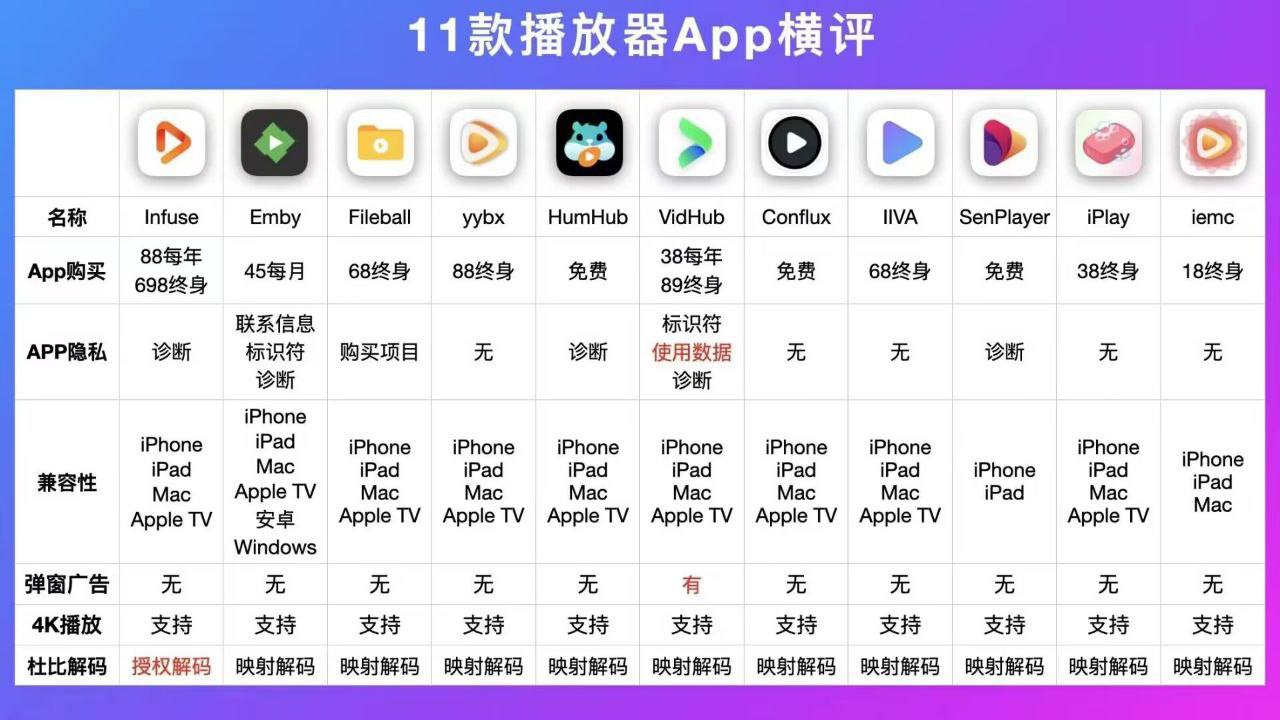 11款播放器App横评
名称 Infuse Emby Fileball yybx HumHub VidHub Conflux IIVA SenPlayer iPlay iemc
App购买 88每年 698终身 45每月 68终身 88终身 免费 38每年 89终身 免费 68终身 免费 38终身 18终身
APP隐私 诊断 联系信息 标识符 诊断 购买项目 无 诊断 标识符 使用数据 诊断 无 无 诊断 无 无
兼容性 iPhone iPad Mac Apple TV iPhone iPad Mac Apple TV 安卓 Windows iPhone iPad Mac Apple TV iPhone iPad Mac Apple TV iPhone iPad Mac Apple TV iPhone iPad Mac Apple TV iPhone iPad Mac Apple TV iPhone iPad Mac Apple TV iPhone iPad iPhone iPad Mac Apple TV iPhone iPad Mac
弹窗广告 无 无 无 无 无 有 无 无 无 无 无
4K播放 支持 支持 支持 支持 支持 支持 支持 支持 支持 支持 支持
杜比解码 授权解码 映射解码 映射解码 映射解码 映射解码 映射解码 映射解码 映射解码 映射解码 映射解码 映射解码